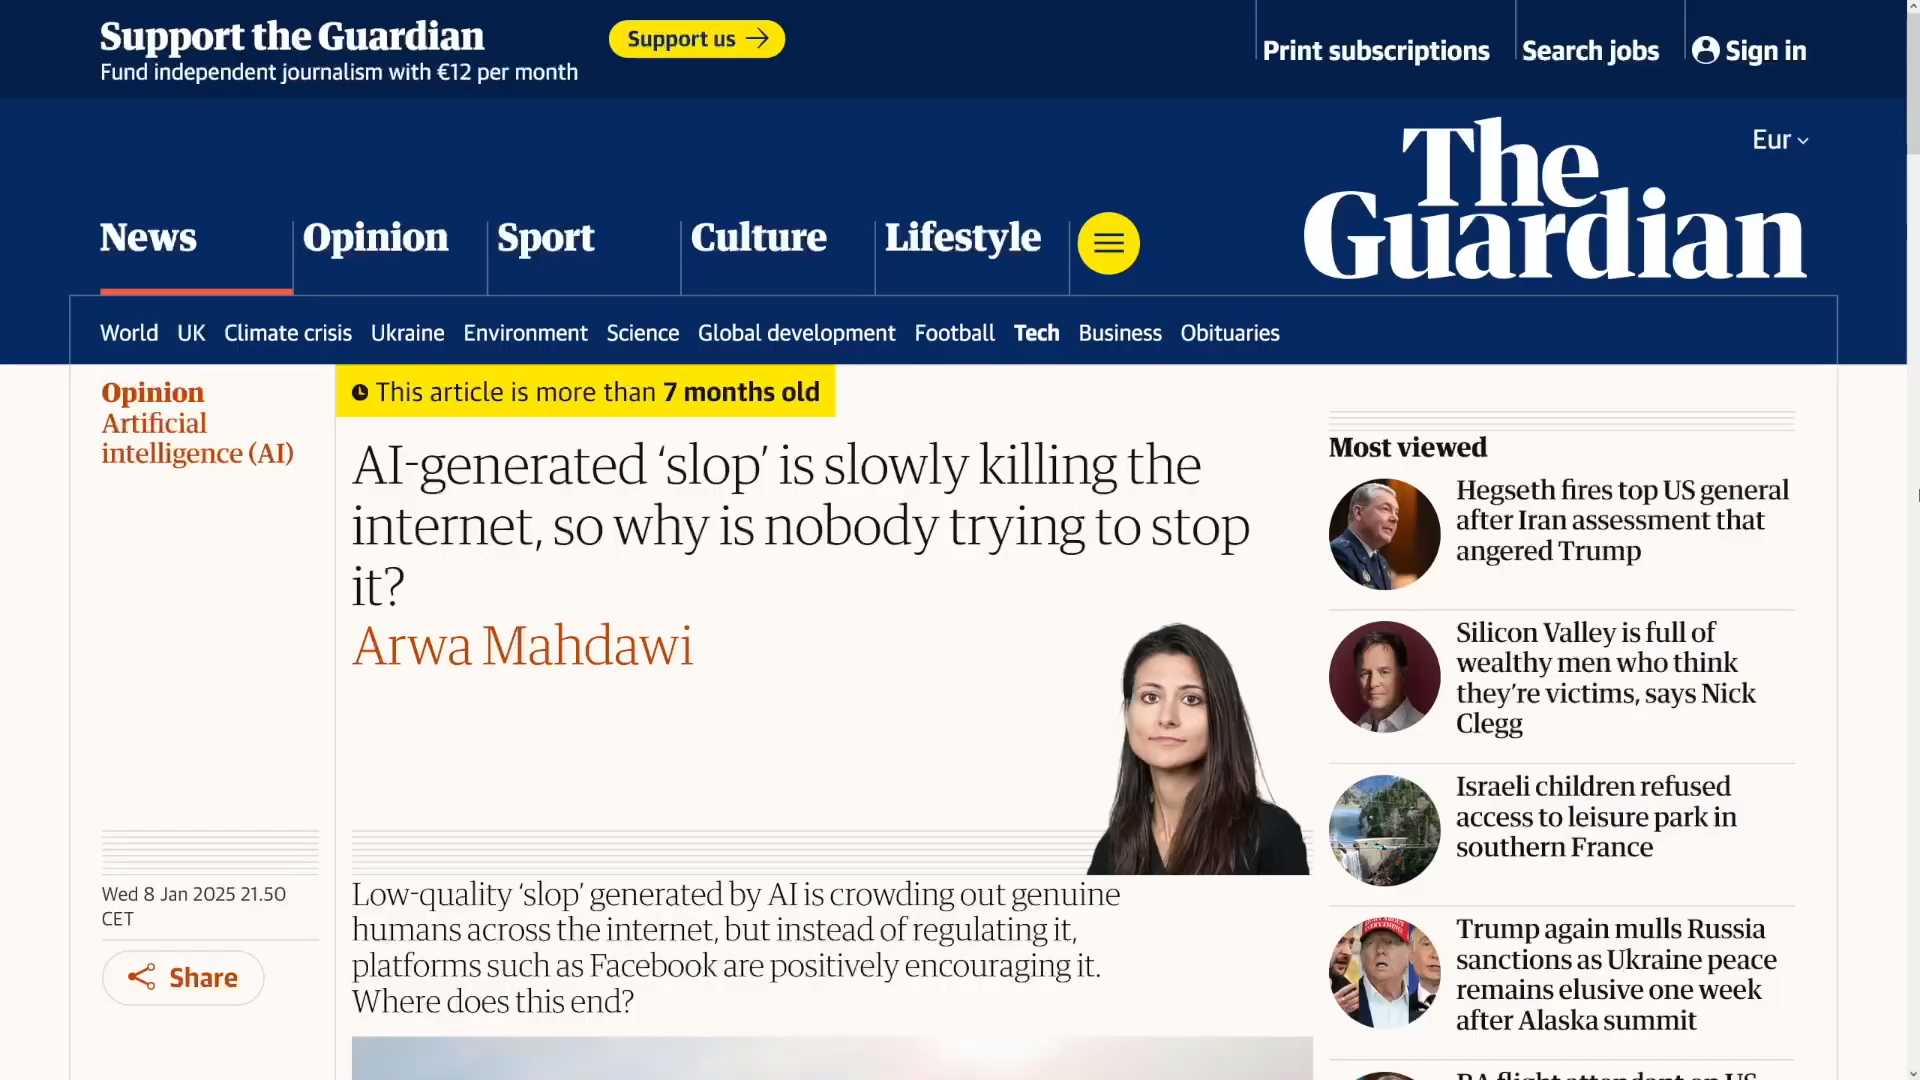 Support the Guardian
Fund independent journalism with €12 per month
Support us
Print subscriptions
Search jobs
Sign in
Eur
The
Guardian
News
Opinion
Sport
Culture
Lifestyle
World
UK
Climate crisis
Ukraine
Environment
Science
Global development
Football
Tech
Business
Obituaries
Opinion
Artificial
intelligence (AI)
This article is more than 7 months old
AI-generated ‘slop’ is slowly killing the
internet, so why is nobody trying to stop
it?
Arwa Mahdawi
Wed 8 Jan 2025 21.50
CET
Share
Low-quality ‘slop’ generated by AI is crowding out genuine
humans across the internet, but instead of regulating it,
platforms such as Facebook are positively encouraging it.
Where does this end?
Most viewed
Hegseth fires top US general
after Iran assessment that
angered Trump
Silicon Valley is full of
wealthy men who think
they’re victims, says Nick
Clegg
Israeli children refused
access to leisure park in
southern France
Trump again mulls Russia
sanctions as Ukraine peace
remains elusive one week
after Alaska summit